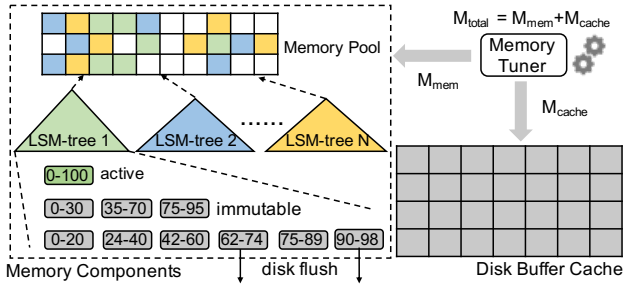 M_total = M_mem+M_cache
Memory Pool
Memory
Tuner
M_mem
M_cache
LSM-tree 1
LSM-tree 2
......
LSM-tree N
0-100 active
0-30 35-70 75-95 immutable
0-20 24-40 42-60 62-74 75-89 90-98
Memory Components
disk flush
Disk Buffer Cache